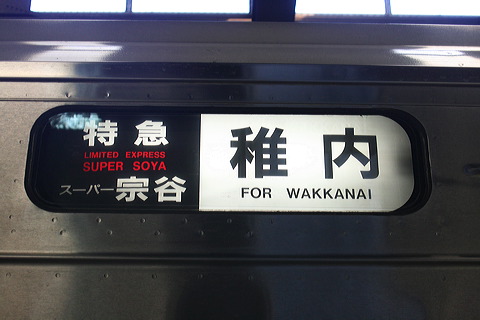 特急
LIMITED EXPRESS
SUPER SOYA
スーパー宗谷
稚内
FOR WAKKANAI